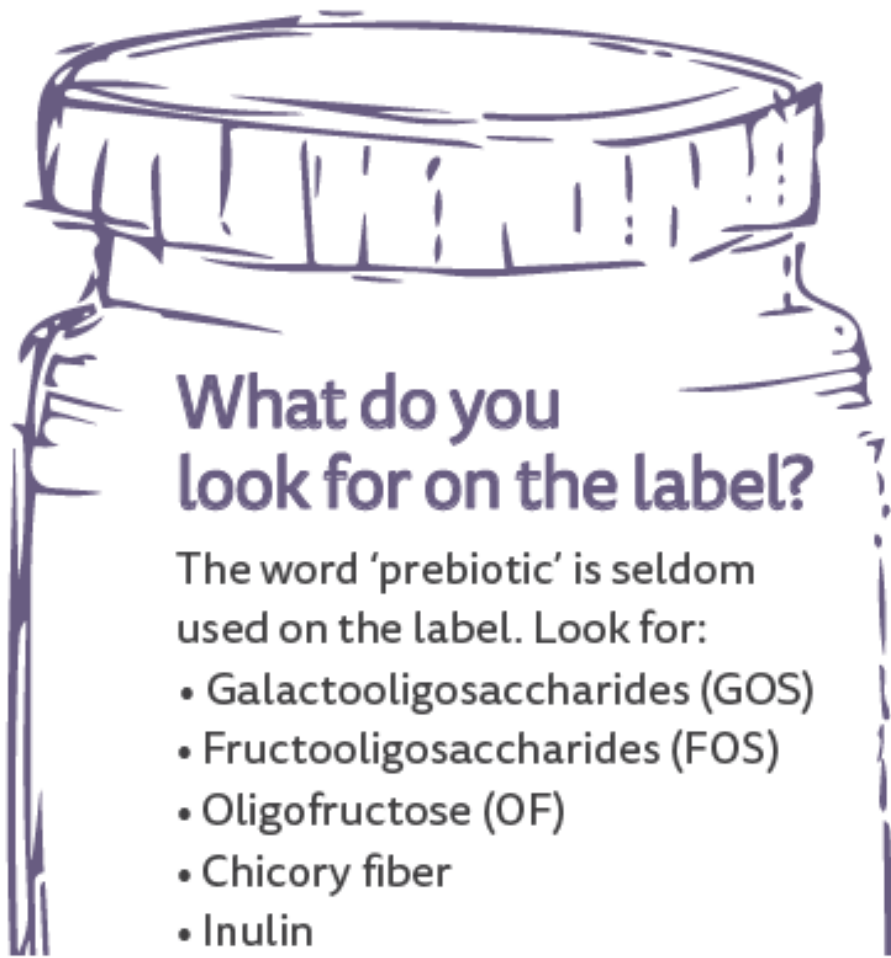 What do you
look for on the label?
The word ‘prebiotic’ is seldom
used on the label. Look for:
• Galactooligosaccharides (GOS)
• Fructooligosaccharides (FOS)
• Oligofructose (OF)
• Chicory fiber
• Inulin